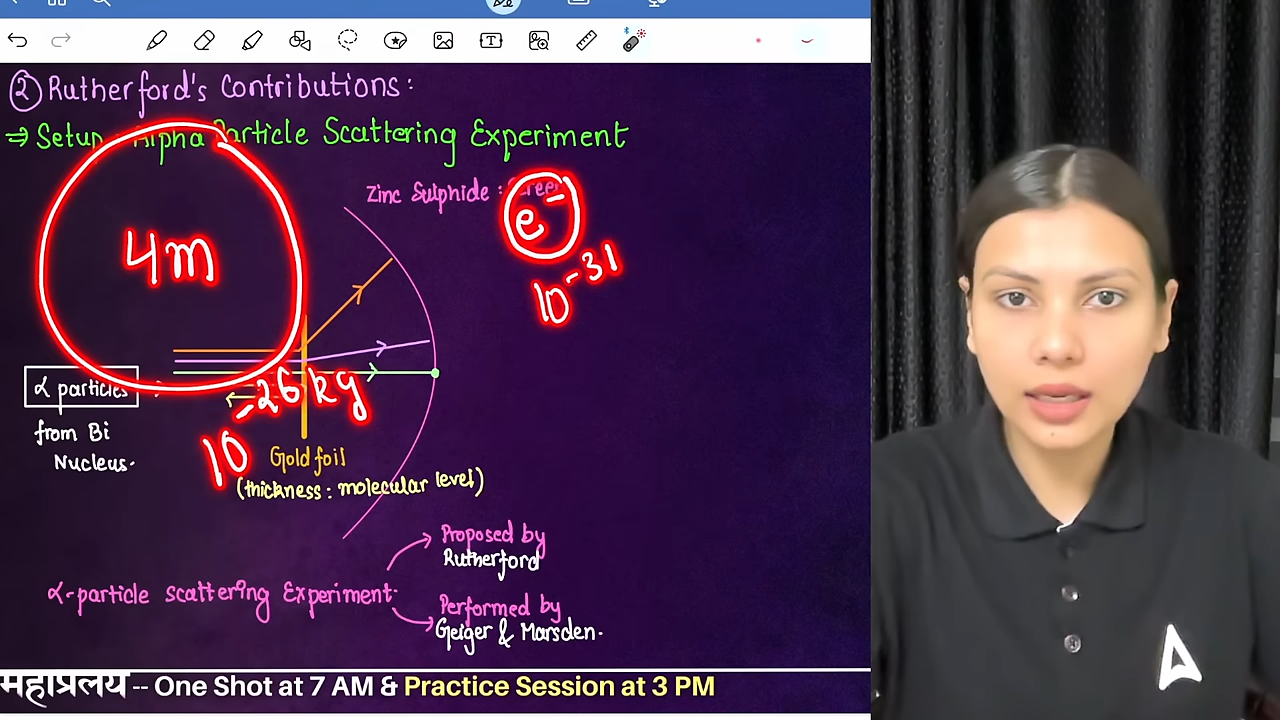 ② Rutherford's Contributions:
⇒ Setup : Alpha Particle Scattering Experiment
Zinc Sulphide : Screen
e⁻
4m
10⁻³¹
α particles
10⁻²⁶ kg
from Bi
Nucleus.
Gold foil
(thickness : molecular level)
Proposed by
Rutherford
α-particle scattering Experiment.
Performed by
Geiger & Marsden.
महाप्रलय -- One Shot at 7 AM & Practice Session at 3 PM